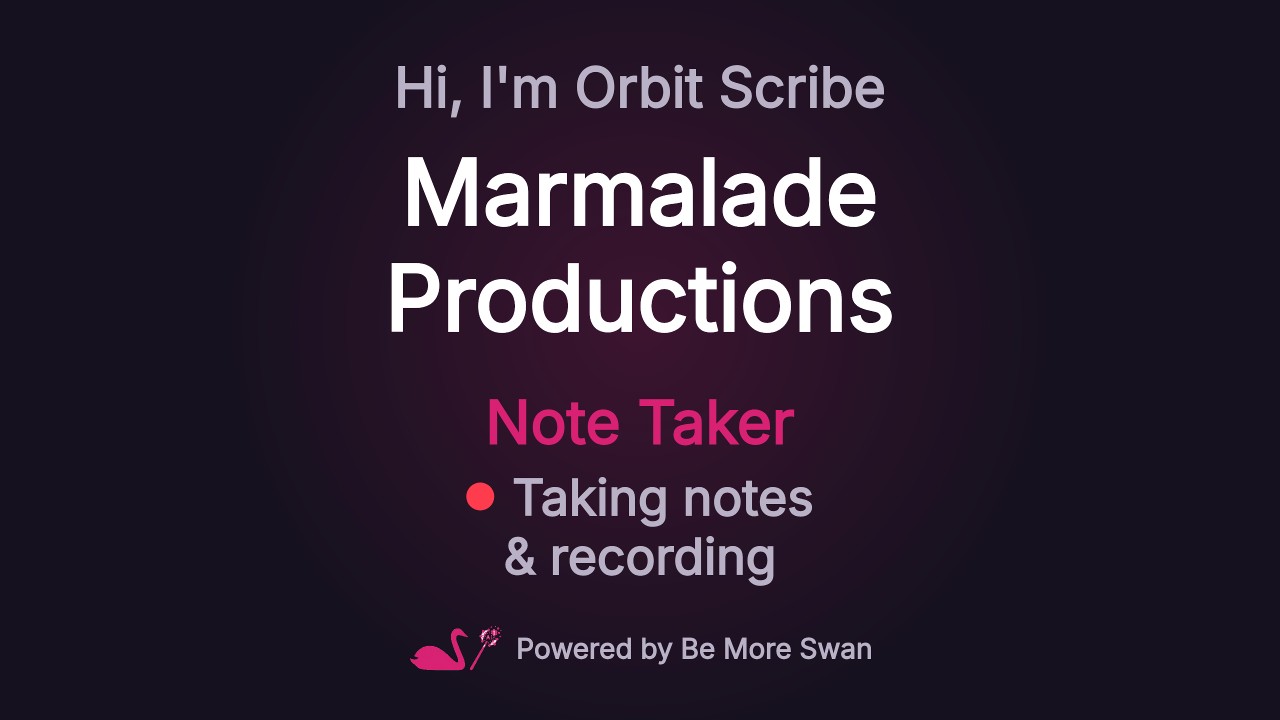 Hi, I'm Orbit Scribe
Marmalade
Productions
Note Taker
Taking notes
& recording
Powered by Be More Swan